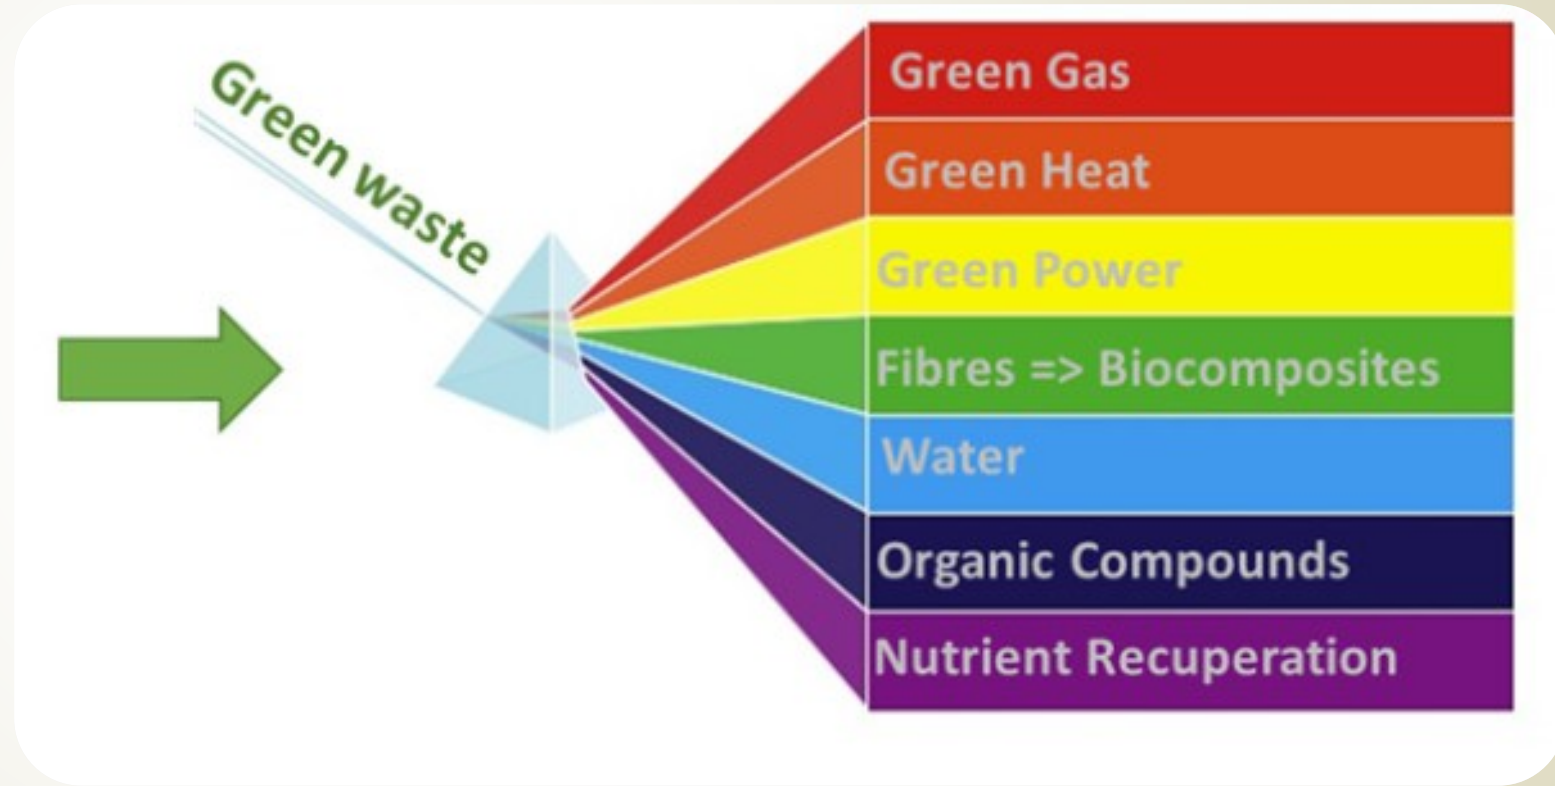 Green waste
Green Gas
Green Heat
Green Power
Fibres => Biocomposites
Water
Organic Compounds
Nutrient Recuperation